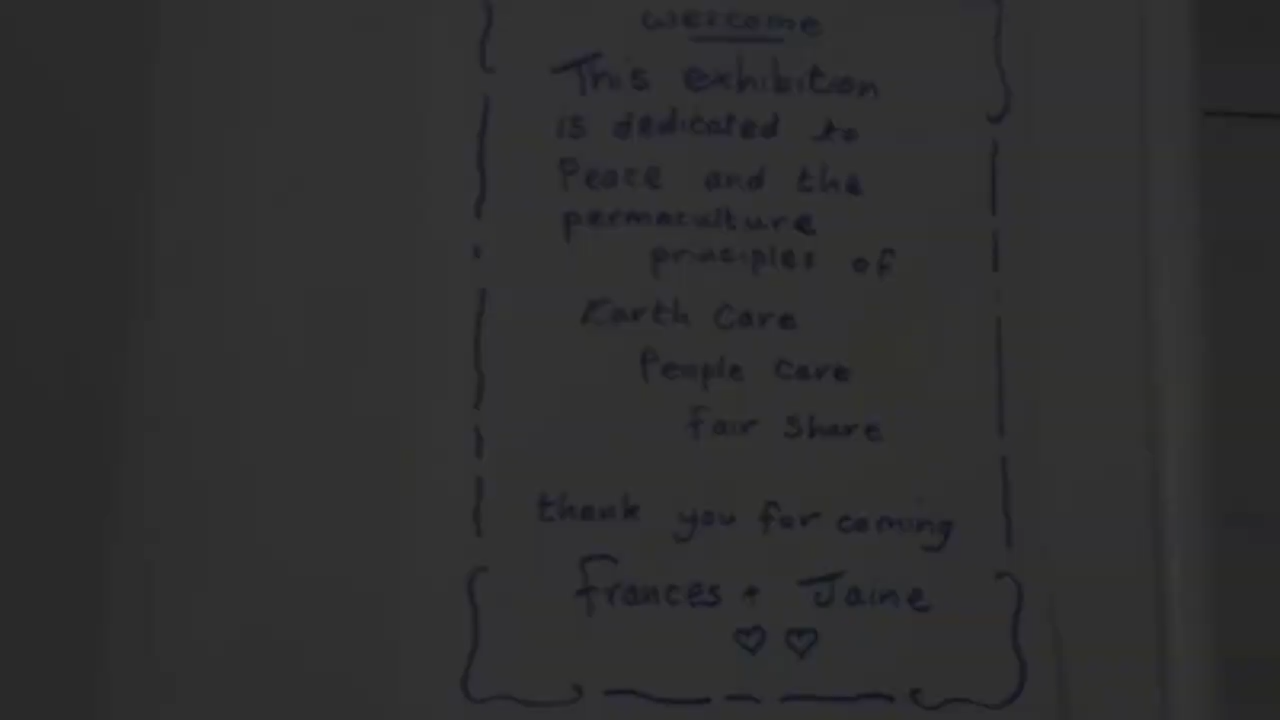 welcome
This exhibition
is dedicated to
Peace and the
permaculture
principles of
Earth Care
People Care
Fair Share
thank you for coming
Frances + Jaine
♡ ♡